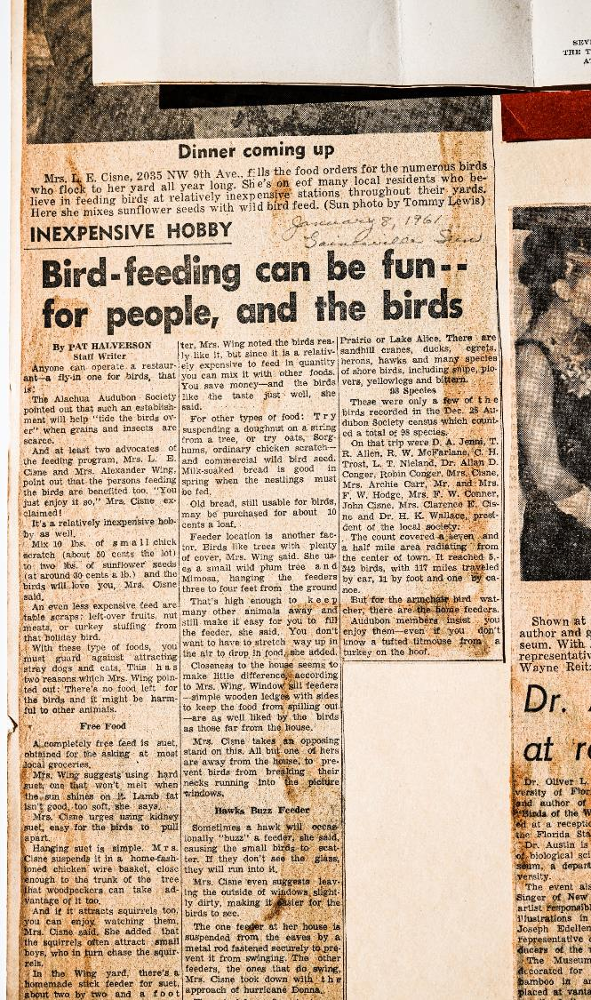 SEV
THE T
A
Dinner coming up
Mrs. L. E. Cisne, 2035 NW 9th Ave., fills the food orders for the numerous birds
who flock to her yard all year long. She's on eof many local residents who be-
lieve in feeding birds at relatively inexpensive stations throughout their yards.
Here she mixes sunflower seeds with wild bird feed. (Sun photo by Tommy Lewis)
January 8, 1961
Gainesville Sun
INEXPENSIVE HOBBY
Bird-feeding can be fun--
for people, and the birds
By PAT HALVERSON
Staff Writer
Anyone can operate a restaur-
ant—a fly-in one for birds, that
is!
The Alachua Audubon Society
pointed out that such an establish-
ment will help "tide the birds ov-
er" when grains and insects are
scarce.
And at least two advocates of
the feeding program, Mrs. L. E.
Cisne and Mrs. Alexander Wing,
point out that the persons feeding
the birds are benefited too. "You
just enjoy it so," Mrs. Cisne ex-
claimed!
It's a relatively inexpensive hob-
by as well.
Mix 10 lbs. of small chick
scratch (about 50 cents the lot)
to two lbs. of sunflower seeds
(at around 30 cents a lb.) and the
birds will love you, Mrs. Cisne
said.
An even less expensive feed are
table scraps: left-over fruits, nut
meats, or turkey stuffing from
that holiday bird.
With these type of foods, you
must guard against attracting
stray dogs and cats, This has
two reasons which Mrs. Wing poin-
ted out: There's no food left for
the birds and it might be harm-
ful to other animals.
Free Food
A completely free feed is suet,
obtained for the asking at most
local groceries.
Mrs. Wing suggests using hard
suet, one that won't melt when
the sun shines on it. Lamb fat
isn't good, too soft, she says.
Mrs. Cisne urges using kidney
suet, easy for the birds to pull
apart.
Hanging suet is simple. Mrs.
Cisne suspends it in a home-fash-
ioned chicken wire basket, close
enough to the trunk of the tree
that woodpeckers can take ad-
vantage of it too.
And if it attracts squirrels too,
you can enjoy watching them,
Mrs. Cisne said. She added that
the squirrels often attract small
boys, who in turn chase the squir-
rels.
In the Wing yard, there's a
homemade stick feeder for suet,
about two by two and a foot
ter, Mrs. Wing noted the birds rea-
ly like it, but since it is a relativ-
ely expensive to feed in quantity
you can mix it with other foods.
You save money—and the birds
like the taste just well, she
said.
For other types of food: Try
suspending a doughnut on a string
from a tree, or try oats, Sorg-
hums, ordinary chicken scratch—
and commercial wild bird seed.
Milk-soaked bread is good in
spring when the nestlings must
be fed.
Old bread, still usable for birds,
may be purchased for about 10
cents a loaf.
Feeder location is another fac-
tor. Birds like trees with plenty
of cover, Mrs. Wing said. She us-
es a small wild plum tree and
Mimosa, hanging the feeders
three to four feet from the ground
That's high enough to keep
many other animals away and
still make it easy for you to fill
the feeder, she said. You don't
want to have to stretch way up in
the air to drop in food, she added.
Closeness to the house seems to
make little difference, according
to Mrs. Wing, Window sill feeders
—simple wooden ledges with sides
to keep the food from spilling out
—are as well liked by the birds
as those far from the house.
Mrs. Cisne takes an opposing
stand on this. All but one of hers
are away from the house, to pre-
vent birds from breaking their
necks running into the picture
windows.
Hawks Buzz Feeder
Sometimes a hawk will occas-
ionally "buzz" a feeder, she said,
causing the small birds to scat-
ter. If they don't see the glass,
they will run into it.
Mrs. Cisne even suggests leav-
ing the outside of windows slight-
ly dirty, making it easier for the
birds to see.
The one feeder at her house is
suspended from the eaves by a
metal rod fastened securely to pre-
vent it from swinging. The other
feeders, the ones that do swing,
Mrs. Cisne took down with the
approach of hurricane Donna.
Prairie or Lake Alice. There are
sandhill cranes, ducks, egrets,
herons, hawks and many species
of shore birds, including snipe, plo-
vers, yellowlegs and bittern.
98 Species
These were only a few of the
birds recorded in the Dec. 28 Au-
dubon Society census which count-
ed a total of 98 species.
On that trip were D. A. Jenni, T.
R. Allen, R. W. McFarlane, C. H.
Trost, L. T. Nieland, Dr. Allan D.
Conger, Robin Conger, Mrs. Cisne,
Mrs. Archie Carr, Mr. and Mrs.
F. W. Hodge, Mrs. F. W. Conner,
John Cisne, Mrs. Clarence E. Cis-
ne and Dr. H. K. Wallace, presi-
dent of the local society.
The count covered a seven and
a half mile area radiating from
the center of town. It reached 5,-
342 birds, with 117 miles traveled
by car, 11 by foot and one by ca-
noe.
But for the armchair bird wat-
cher, there are the home feeders.
Audubon members insist you
enjoy them—even if you don't
know a tufted titmouse from a
turkey on the hoof.
Shown at
author and g
seum. With
representativ
Wayne Reitz
Dr.
at r
Dr. Oliver L.
versity of Flor
and author of
"Birds of the W
ed at a recepti
the Florida Sta
Dr. Austin is
of biological sci
seum, a depart
versity.
The event als
Singer of New
artist responsibl
illustrations in
Joseph Edellen
representative o
ducers of the
The Museum
decorated for
bamboo in an
placed at vanta